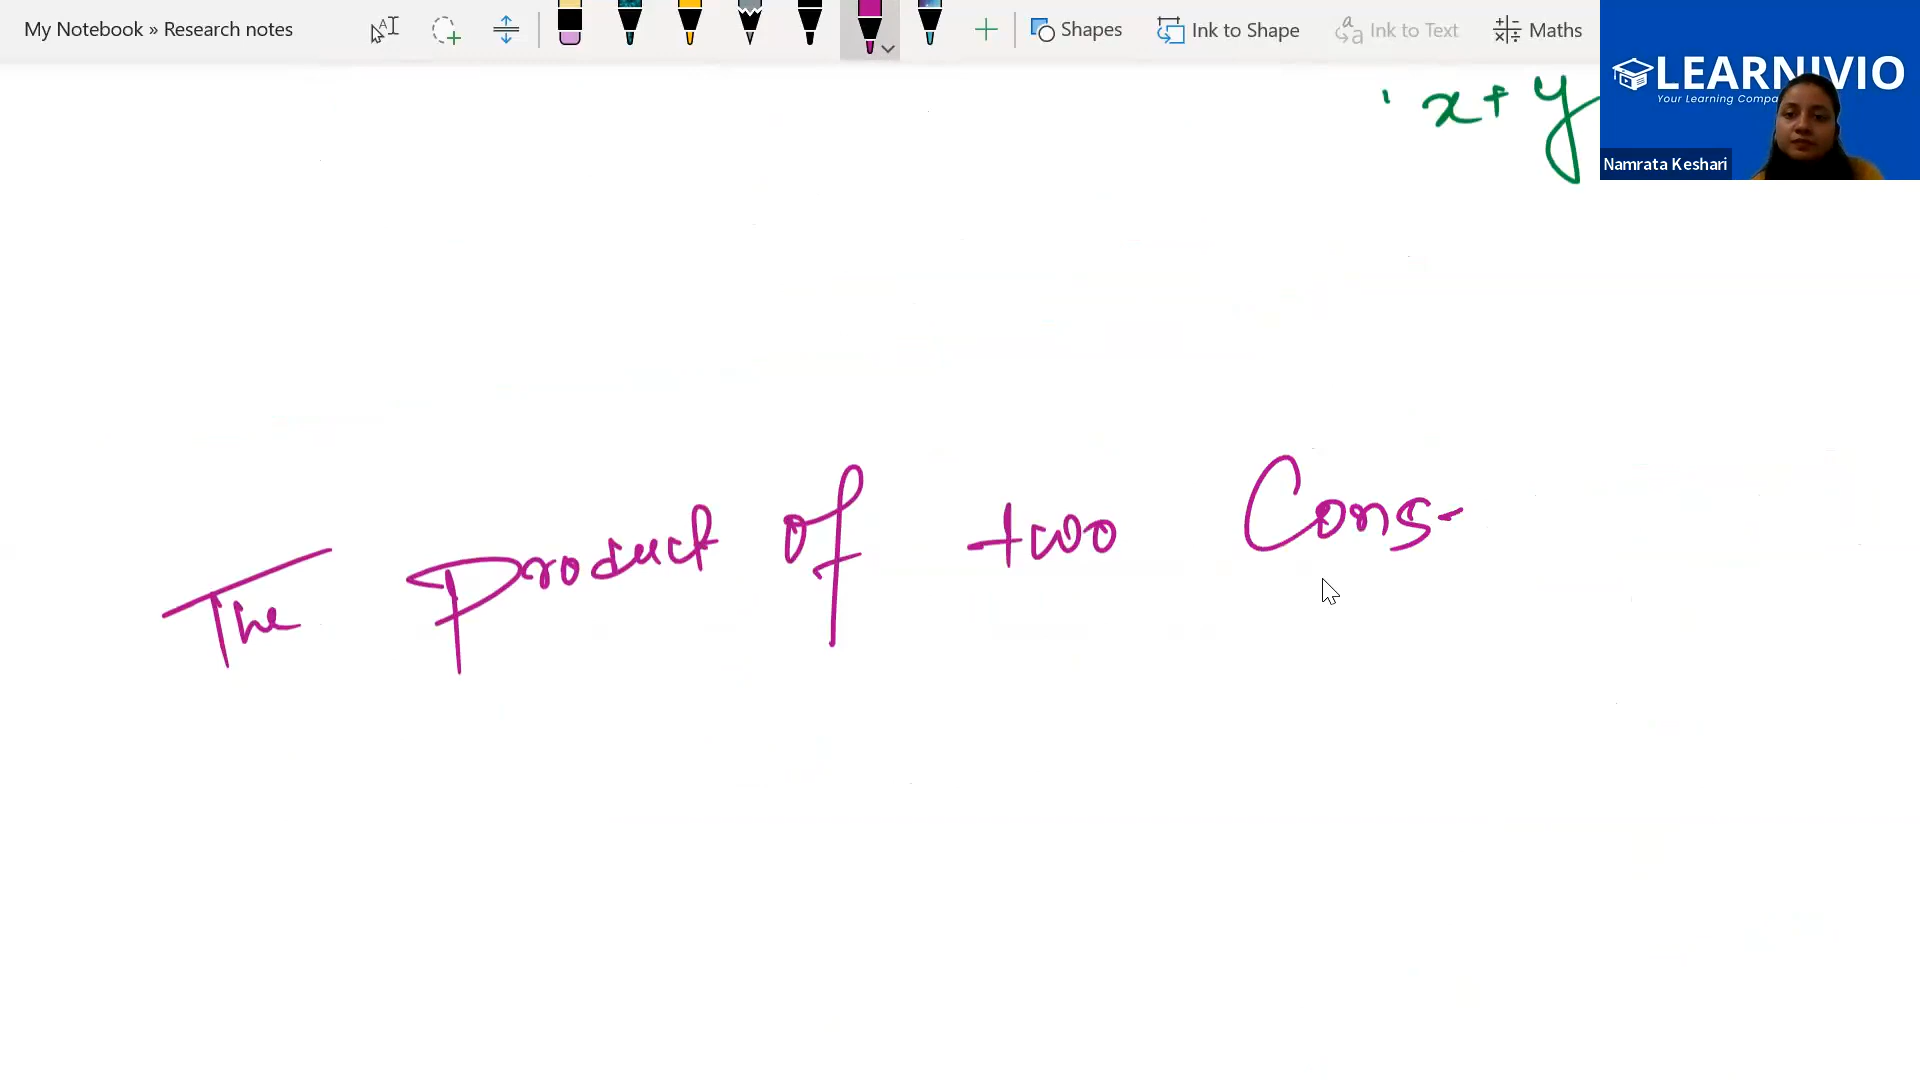 My Notebook » Research notes
Shapes
Ink to Shape
Ink to Text
Maths
LEARNIVIO
Your Learning Compa
Namrata Keshari
x+y
The Product of two Cons-